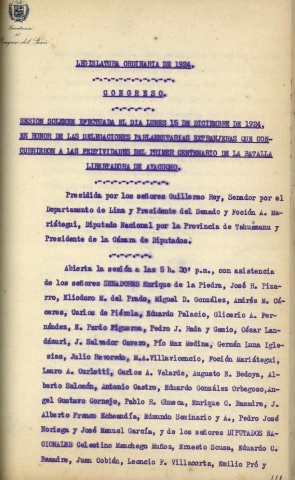 Congreso del Perú
LEGISLATURA ORDINARIA DE 1924.
CONGRESO.
SESIÓN SOLEMNE EFECTUADA EL DIA LUNES 15 DE DICIEMBRE DE 1924,
EN HONOR DE LAS DELEGACIONES PARLAMENTARIAS EXTRANJERAS QUE CON-
CURRIERON A LAS FESTIVIDADES DEL PRIMER CENTENARIO DE LA BATALLA
LIBERTADORA DE AYACUCHO.
Presidida por los señores Guillermo Rey, Senador por el
Departamento de Lima y Presidente del Senado y Foción A. Ma-
riátegui, Diputado Nacional por la Provincia de Tahuamanu y
Presidente de la Cámara de Diputados.
Abierta la sesión a las 5 h. 30' p.m., con asistencia
de los señores SENADORES Enrique de la Piedra, José H. Piza-
rro, Eliodoro M. del Prado, Miguel D. González, Andrés M. Cá-
ceres, Carlos de Piérola, Eduardo Palacio, Glicerio A. Fer-
nández, N. Pardo Figueroa, Pedro J. Rada y Gamio, César Lan-
dázuri, J. Salvador Cavero, Pío Max Medina, Germán Luna Igle-
sias, Julio Revoredo, M.A. Villavicencio, Foción Mariátegui,
Lauro A. Curletti, Carlos A. Velarde, Augusto N. Bedoya, Al-
berto Salomón, Antonio Castro, Eduardo González Orbegoso, An-
gel Gustavo Cornejo, Pablo R. Chueca, Enrique C. Basadre, J.
Alberto Franco Echeandía, Edmundo Seminario y A., Pedro José
Noriega y José Manuel García, y de los señores DIPUTADOS NA-
CIONALES Celestino Manchego Muñoz, Ernesto Sousa, Eduardo C.
Basadre, Juan Cobián, Leoncio F. Villacorta, Emilio Pró y